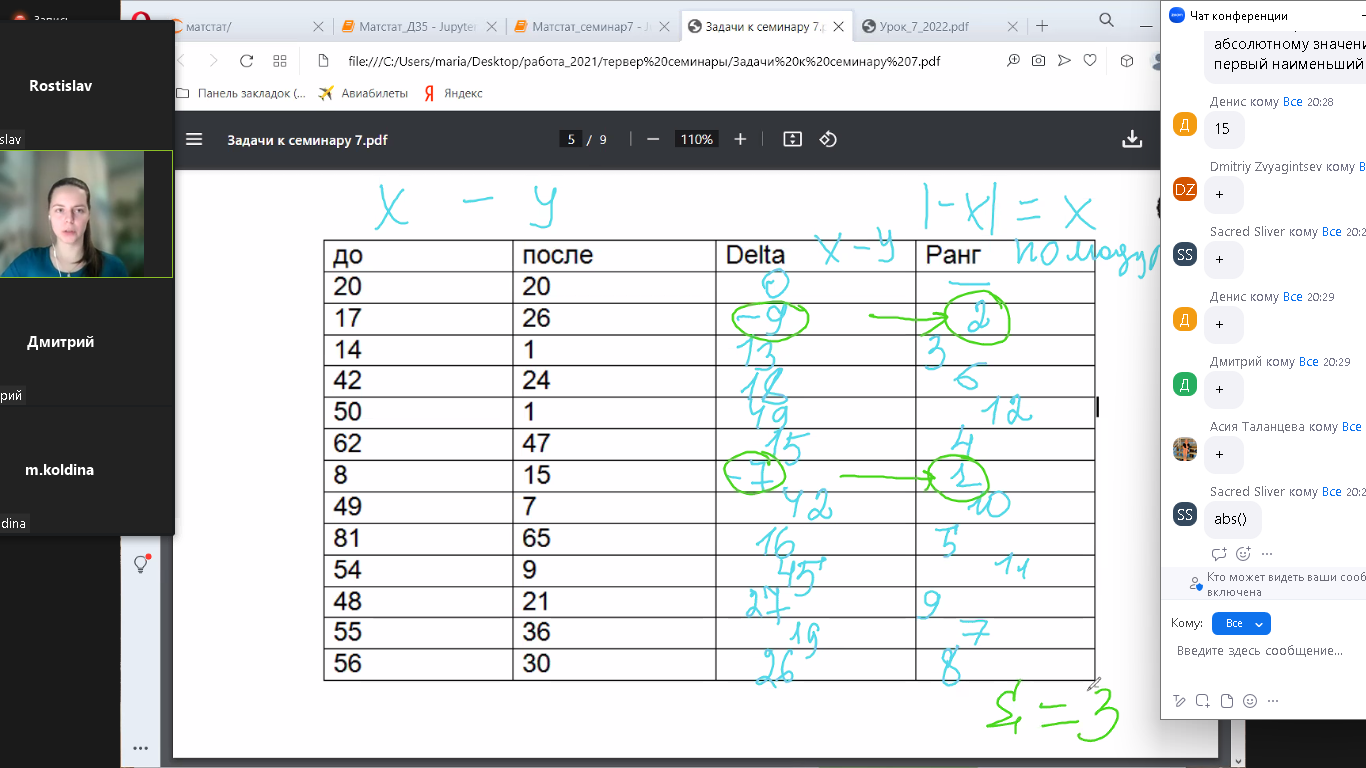 Запись
матстат/
Матстат_Д35 - Jupyter
Матстат_семинар7 - J
Задачи к семинару 7.p
Урок_7_2022.pdf
file:///C:/Users/maria/Desktop/работа_2021/тервер%20семинары/Задачи%20к%20семинару%207.pdf
Панель закладок (...
Авиабилеты
Яндекс
Задачи к семинару 7.pdf
5 / 9
110%
Rostislav
slav
Дмитрий
рий
m.koldina
dina
x - y
|-x| = x
до после Delta x-y Ранг по модул
20 20 0 —
17 26 -9 2
14 1 13 3
42 24 18 6
50 1 49 12
62 47 15 4
8 15 -7 1
49 7 42 10
81 65 16 5
54 9 45 11
48 21 27 9
55 36 19 7
56 30 26 8
= 3
Чат конференции
абсолютному значени
первый наименьший
Денис кому Все 20:28
15
Dmitriy Zvyagintsev кому В
+
Sacred Sliver кому Все 20:2
+
Денис кому Все 20:29
+
Дмитрий кому Все 20:29
+
Асия Таланцева кому Все
+
Sacred Sliver кому Все 20:2
abs()
Кто может видеть ваши сооб
включена
Кому: Все
Введите здесь сообщение...